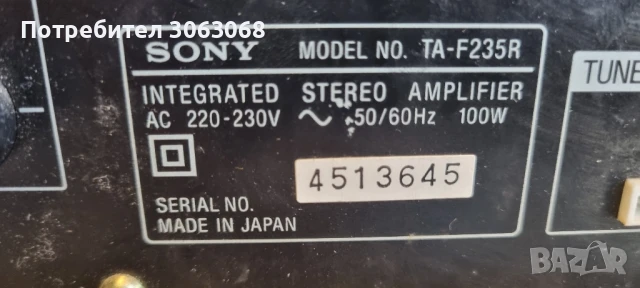 Потребител 3063068
SONY MODEL NO. TA-F235R
INTEGRATED STEREO AMPLIFIER
AC 220-230V ~ 50/60Hz 100W
4513645
SERIAL NO.
MADE IN JAPAN
TUNE
BAZAR